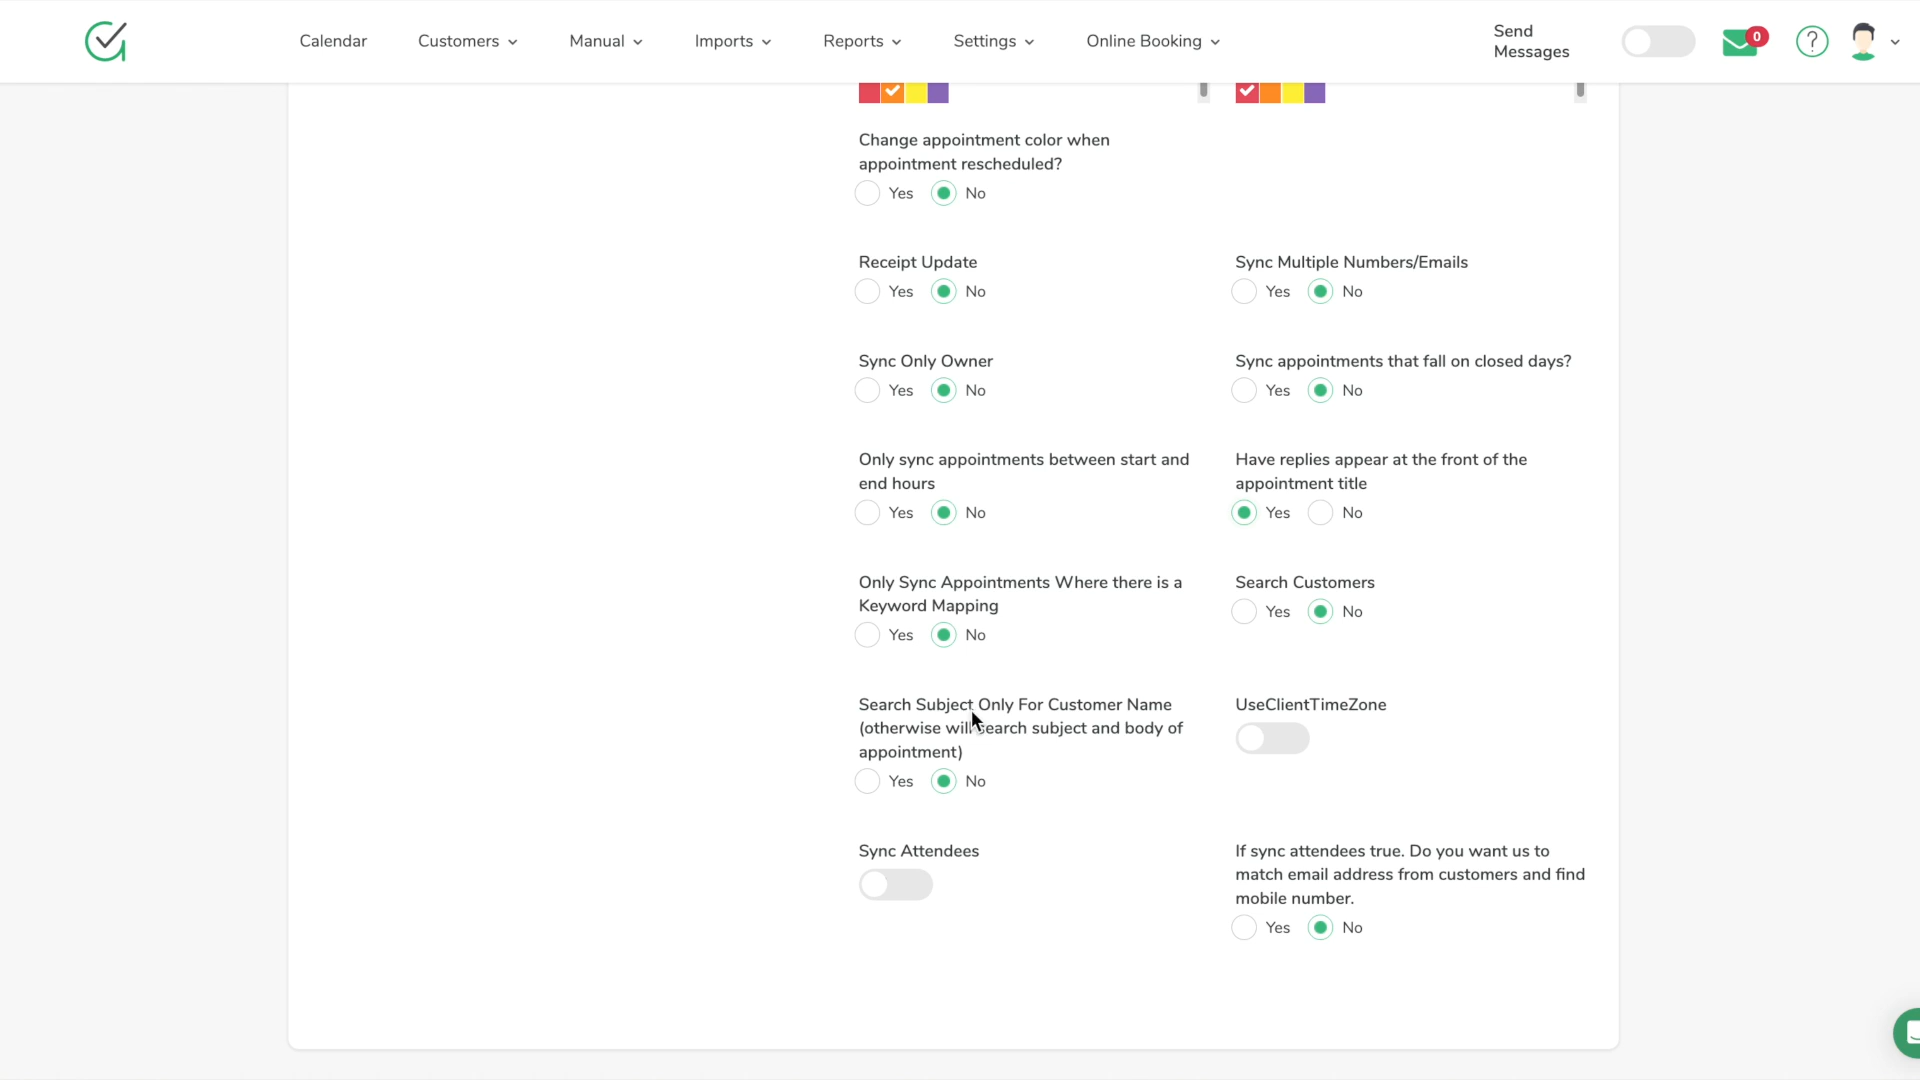 Calendar
Customers
Manual
Imports
Reports
Settings
Online Booking
Send
Messages
0
?
Change appointment color when
appointment rescheduled?
Yes No
Receipt Update
Yes No
Sync Multiple Numbers/Emails
Yes No
Sync Only Owner
Yes No
Sync appointments that fall on closed days?
Yes No
Only sync appointments between start and
end hours
Yes No
Have replies appear at the front of the
appointment title
Yes No
Only Sync Appointments Where there is a
Keyword Mapping
Yes No
Search Customers
Yes No
Search Subject Only For Customer Name
(otherwise will search subject and body of
appointment)
Yes No
UseClientTimeZone
Sync Attendees
If sync attendees true. Do you want us to
match email address from customers and find
mobile number.
Yes No